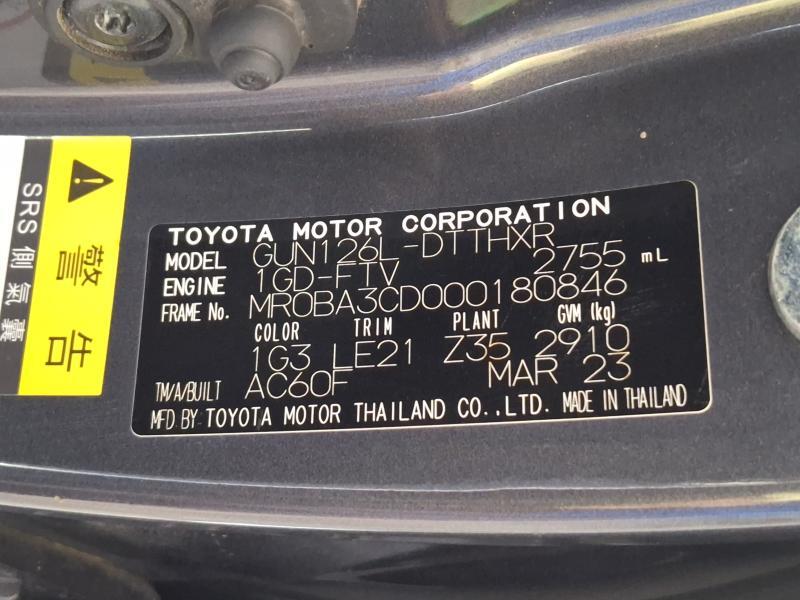 TOYOTA MOTOR CORPORATION
MODEL GUN126L-DTTHXR
ENGINE 1GD-FTV 2755 mL
FRAME No. MR0BA3CD000180846
COLOR TRIM PLANT GVM (kg)
1G3 LE21 Z35 2910
TM/A/BUILT AC60F MAR 23
MFD BY TOYOTA MOTOR THAILAND CO.,LTD. MADE IN THAILAND
警告
SRS 側氣囊